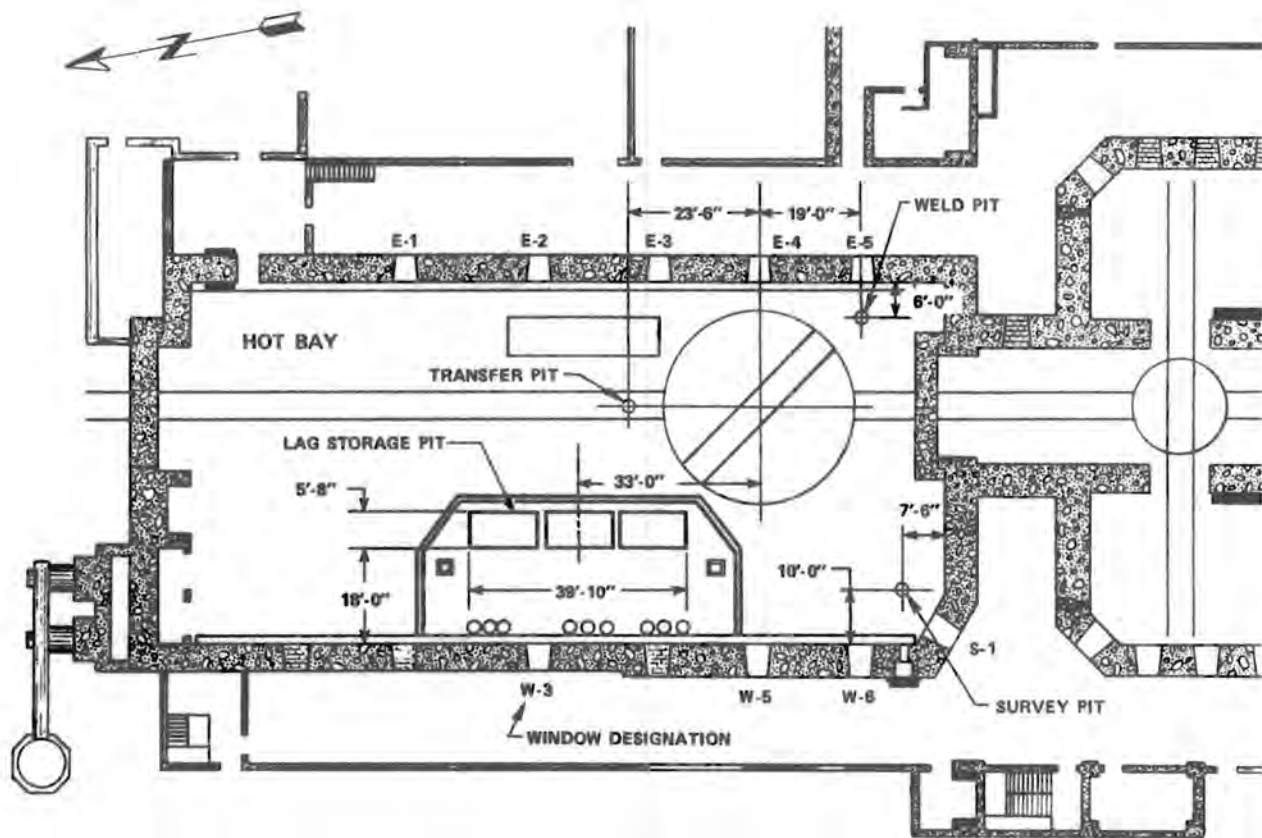 N
23'-6"
19'-0"
WELD PIT
E-1
E-2
E-3
E-4
E-5
6'-0"
HOT BAY
TRANSFER PIT
LAG STORAGE PIT
33'-0"
5'-8"
7'-6"
10'-0"
18'-0"
39'-10"
S-1
W-3
W-5
W-6
SURVEY PIT
WINDOW DESIGNATION